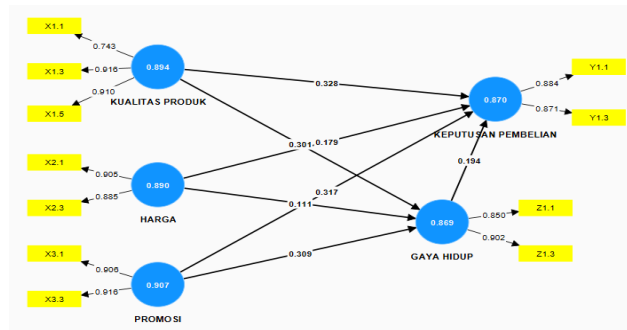 X1.1
0.743
X1.3
0.916
0.894
X1.5
0.910
KUALITAS PRODUK
0.328
0.884
Y1.1
0.870
0.871
Y1.3
KEPUTUSAN PEMBELIAN
0.301
0.179
0.194
X2.1
0.905
0.890
X2.3
0.885
HARGA
0.317
0.111
0.850
Z1.1
0.869
0.902
Z1.3
GAYA HIDUP
0.309
X3.1
0.906
0.907
X3.3
0.916
PROMOSI